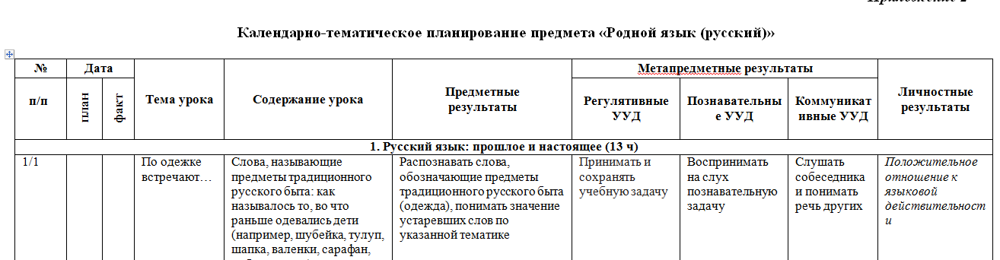 Приложение 2
Календарно-тематическое планирование предмета «Родной язык (русский)»
№
п/п
Дата
план
факт
Тема урока
Содержание урока
Предметные
результаты
Метапредметные результаты
Регулятивные
УУД
Познавательны
е УУД
Коммуникат
ивные УУД
Личностные
результаты
1. Русский язык: прошлое и настоящее (13 ч)
1/1
По одежке
встречают…
Слова, называющие
предметы традиционного
русского быта: как
называлось то, во что
раньше одевались дети
(например, шубейка, тулуп,
шапка, валенки, сарафан,
Распознавать слова,
обозначающие предметы
традиционного русского быта
(одежда), понимать значение
устаревших слов по
указанной тематике
Принимать и
сохранять
учебную задачу
Воспринимать
на слух
познавательную
задачу
Слушать
собеседника
и понимать
речь других
Положительное
отношение к
языковой
действительност
и